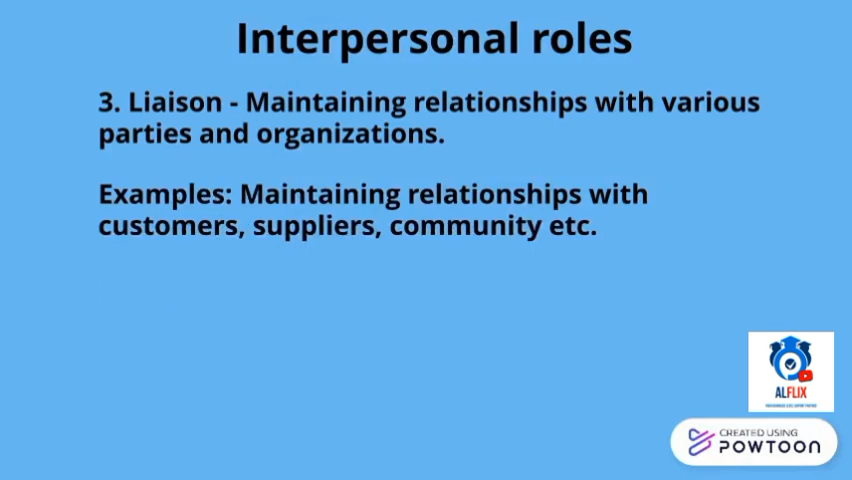 Interpersonal roles
3. Liaison - Maintaining relationships with various
parties and organizations.
Examples: Maintaining relationships with
customers, suppliers, community etc.
ALFLIX
CREATED USING
POWTOON